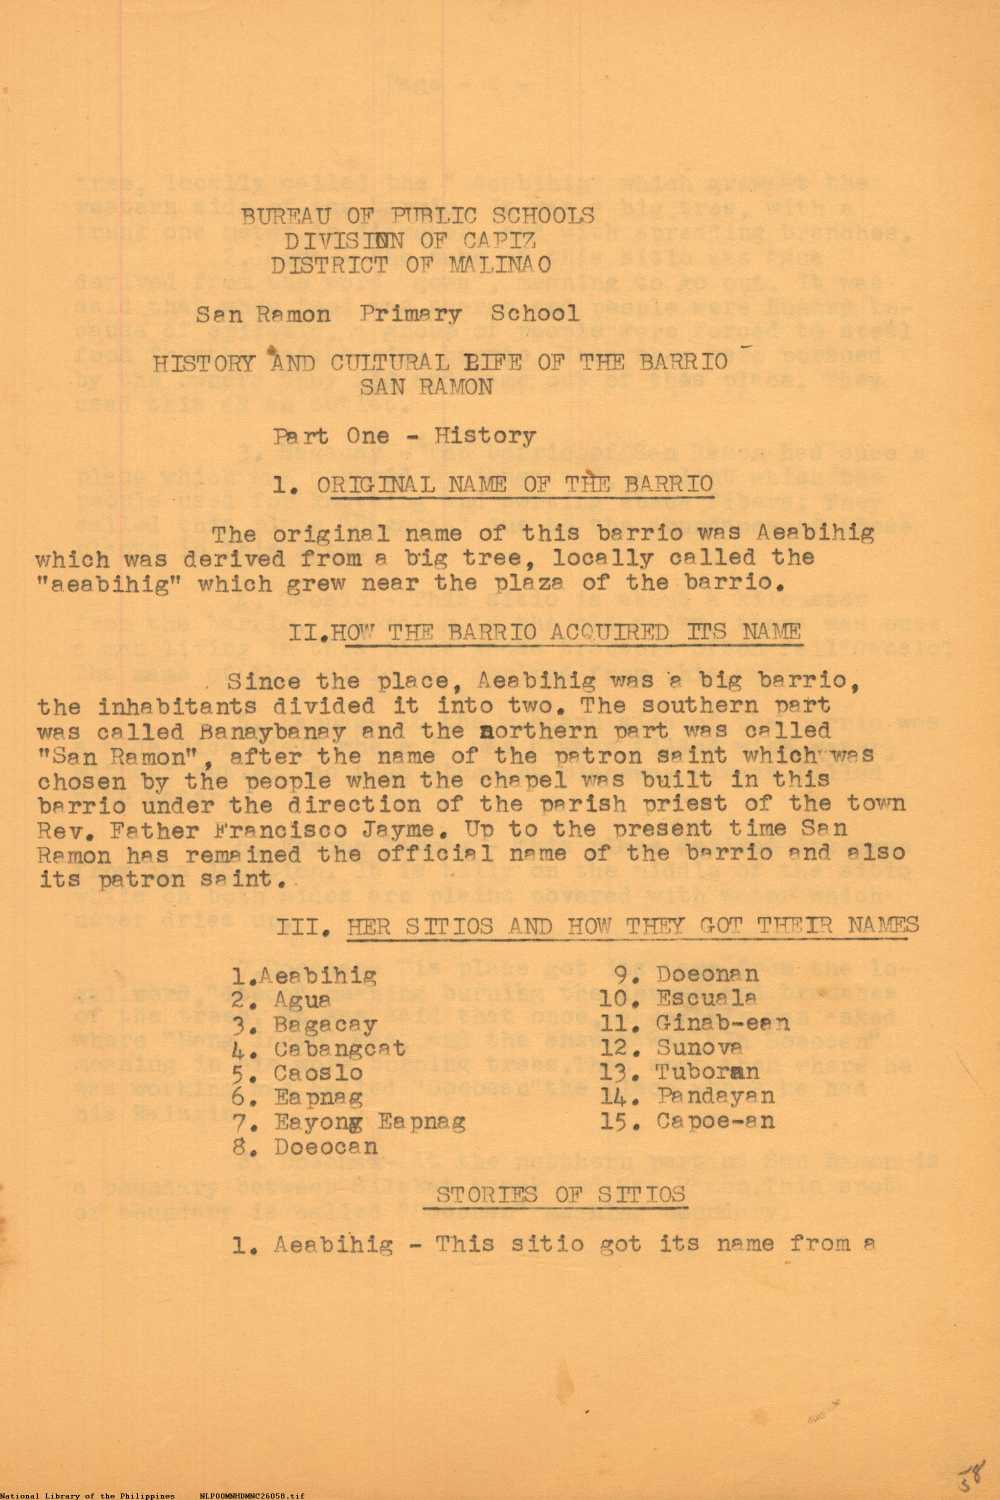 BUREAU OF PUBLIC SCHOOLS
DIVISION OF CAPIZ
DISTRICT OF MALINAO
San Ramon Primary School
HISTORY AND CULTURAL LIFE OF THE BARRIO
SAN RAMON
Part One - History
1. ORIGINAL NAME OF THE BARRIO
The original name of this barrio was Aeabihig
which was derived from a big tree, locally called the
"aeabihig" which grew near the plaza of the barrio.
II.HOW THE BARRIO ACQUIRED ITS NAME
Since the place, Aeabihig was a big barrio,
the inhabitants divided it into two. The southern part
was called Banaybanay and the northern part was called
"San Ramon", after the name of the patron saint which was
chosen by the people when the chapel was built in this
barrio under the direction of the parish priest of the town
Rev. Father Francisco Jayme. Up to the present time San
Ramon has remained the official name of the barrio and also
its patron saint.
III. HER SITIOS AND HOW THEY GOT THEIR NAMES
1.Aeabihig
2. Agua
3. Bagacay
4. Cabangcat
5. Caoslo
6. Eapnag
7. Eayong Eapnag
8. Doeocan
9. Doeonan
10. Escuala
11. Ginab-ean
12. Sunova
13. Tuboran
14. Pandayan
15. Capoe-an
STORIES OF SITIOS
1. Aeabihig - This sitio got its name from a
58
National Library of the Philippines NLPOOMNHDMNC26058.tif